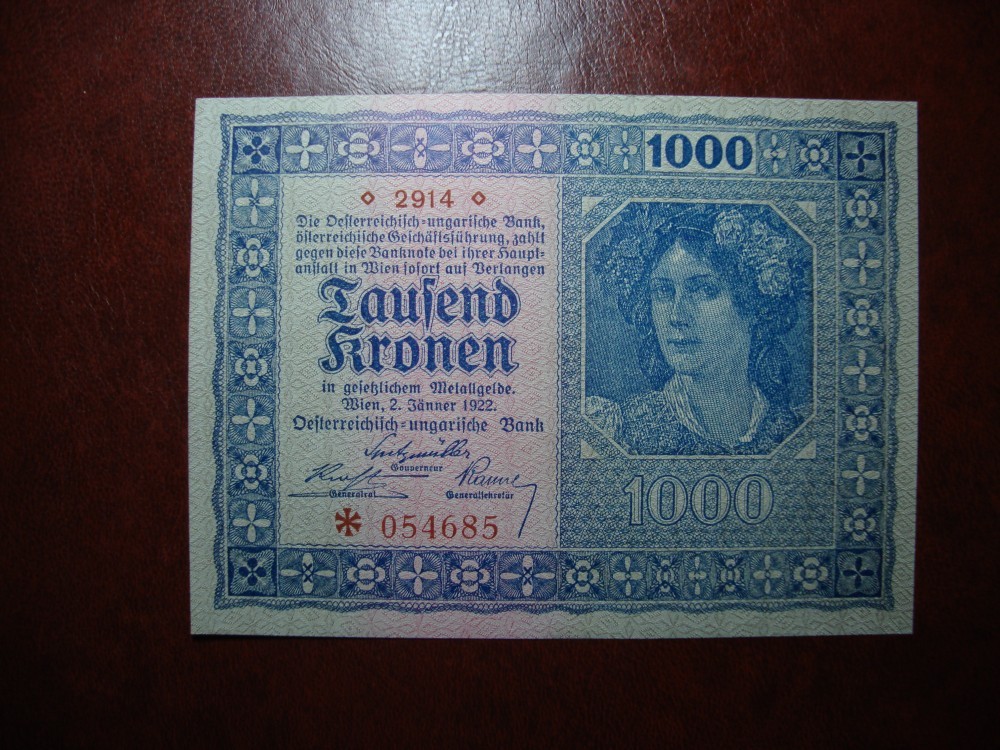 1000
◇ 2914 ◇
Die Oesterreichisch-ungarische Bank,
österreichische Geschäftsführung, zahlt
gegen diese Banknote bei ihrer Haupt-
anstalt in Wien sofort auf Verlangen
Tausend
Kronen
in gesetzlichem Metallgelde.
Wien, 2. Jänner 1922.
Oesterreichisch-ungarische Bank
Spitzmüller
Gouverneur
Generalrat
Generalsekretär
* 054685
1000